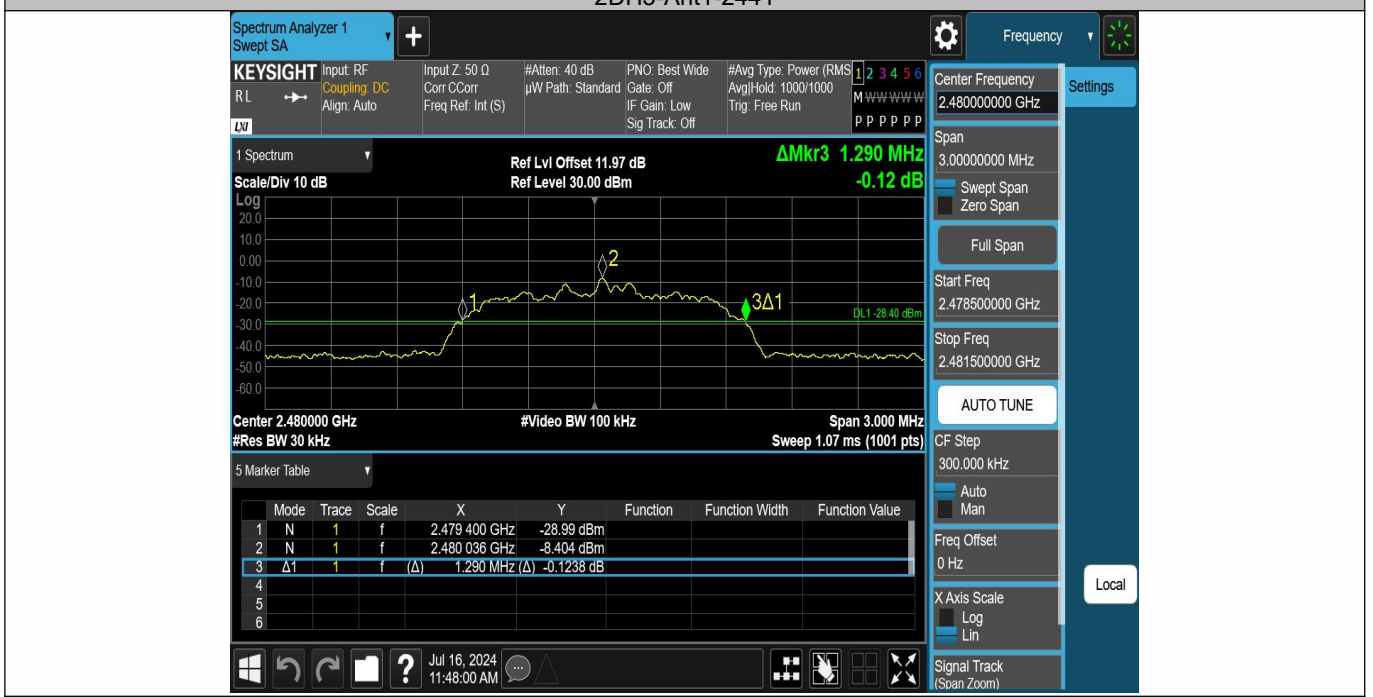 2DH5-Ant1-2441
Spectrum Analyzer 1
Swept SA
Frequency
KEYSIGHT
RL
LXI
Input: RF
Coupling: DC
Align: Auto
Input Z: 50 Ω
Corr CCorr
Freq Ref: Int (S)
#Atten: 40 dB
µW Path: Standard
PNO: Best Wide
Gate: Off
IF Gain: Low
Sig Track: Off
#Avg Type: Power (RMS
Avg|Hold: 1000/1000
Trig: Free Run
1 2 3 4 5 6
M W W W W W
P P P P P P
Center Frequency
2.480000000 GHz
Settings
1 Spectrum
Scale/Div 10 dB
Ref Lvl Offset 11.97 dB
Ref Level 30.00 dBm
ΔMkr3 1.290 MHz
-0.12 dB
Log
20.0
10.0
0.00
-10.0
-20.0
-30.0
-40.0
-50.0
-60.0
1
2
3Δ1
DL1 -28.40 dBm
Center 2.480000 GHz
#Res BW 30 kHz
#Video BW 100 kHz
Span 3.000 MHz
Sweep 1.07 ms (1001 pts)
Span
3.00000000 MHz
Swept Span
Zero Span
Full Span
Start Freq
2.478500000 GHz
Stop Freq
2.481500000 GHz
AUTO TUNE
CF Step
300.000 kHz
Auto
Man
Freq Offset
0 Hz
X Axis Scale
Log
Lin
Signal Track
(Span Zoom)
Local
5 Marker Table
Mode Trace Scale X Y Function Function Width Function Value
1 N 1 f 2.479 400 GHz -28.99 dBm
2 N 1 f 2.480 036 GHz -8.404 dBm
3 Δ1 1 f (Δ) 1.290 MHz (Δ) -0.1238 dB
4
5
6
?
Jul 16, 2024
11:48:00 AM